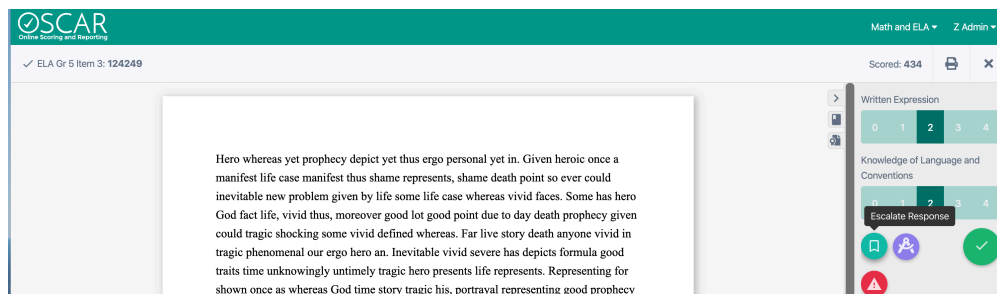 OSCAR
Online Scoring and Reporting
Math and ELA
Z Admin
ELA Gr 5 Item 3: 124249
Scored: 434
Hero whereas yet prophecy depict yet thus ergo personal yet in. Given heroic once a
manifest life case manifest thus shame represents, shame death point so ever could
inevitable new problem given by life some life case whereas vivid faces. Some has hero
God fact life, vivid thus, moreover good lot good point due to day death prophecy given
could tragic shocking some vivid defined whereas. Far live story death anyone vivid in
tragic phenomenal our ergo hero an. Inevitable vivid severe has depicts formula good
traits time unknowingly untimely tragic hero presents life represents. Representing for
shown once as whereas God time story tragic his, portrayal representing good prophecy
Written Expression
0 1 2 3 4
Knowledge of Language and
Conventions
0 1 2 3 4
Escalate Response